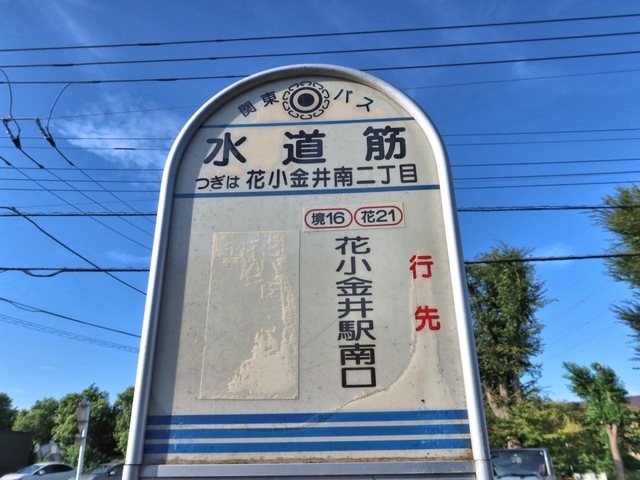 関東バス
水道筋
つぎは 花小金井南二丁目
境16 花21
行先
花小金井駅南口